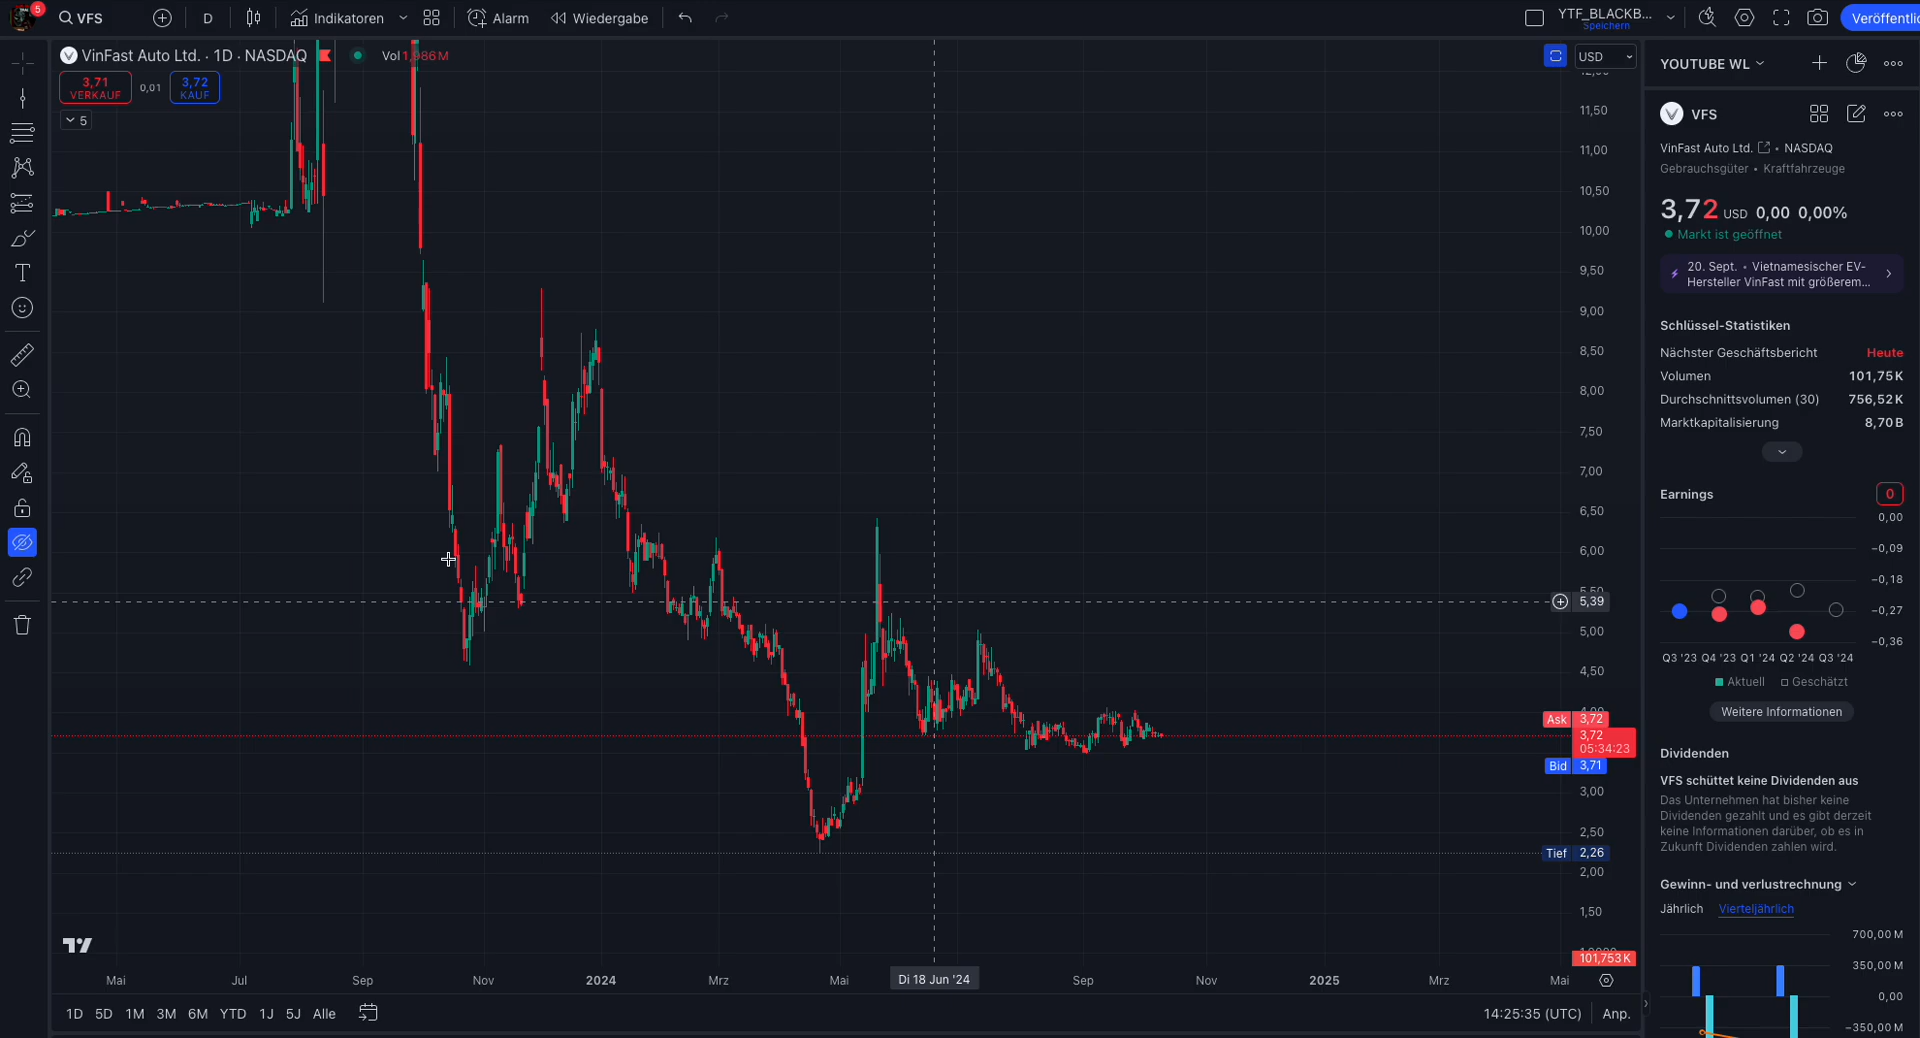 5
VFS
D
Indikatoren
Alarm
Wiedergabe
YTF_BLACKB...
Speichern
Veröffentlic
VinFast Auto Ltd. · 1D · NASDAQ
Vol 1,986 M
3,71
VERKAUF
0,01
3,72
KAUF
5
USD
11,50
11,00
10,50
10,00
9,50
9,00
8,50
8,00
7,50
7,00
6,50
6,00
5,39
5,00
4,50
Ask 3,72
3,72
05:34:23
Bid 3,71
3,00
2,50
Tief 2,26
2,00
1,50
101,753 K
Mai
Jul
Sep
Nov
2024
Mrz
Mai
Di 18 Jun '24
Sep
Nov
2025
Mrz
Mai
1D
5D
1M
3M
6M
YTD
1J
5J
Alle
14:25:35 (UTC)
Anp.
YOUTUBE WL
VFS
VinFast Auto Ltd. • NASDAQ
Gebrauchsgüter • Kraftfahrzeuge
3,72 USD 0,00 0,00%
Markt ist geöffnet
20. Sept. • Vietnamesischer EV-
Hersteller VinFast mit größerem...
Schlüssel-Statistiken
Nächster Geschäftsbericht Heute
Volumen 101,75 K
Durchschnittsvolumen (30) 756,52 K
Marktkapitalisierung 8,70 B
Earnings
0
0,00
−0,09
−0,18
−0,27
−0,36
Q3 '23 Q4 '23 Q1 '24 Q2 '24 Q3 '24
Aktuell Geschätzt
Weitere Informationen
Dividenden
VFS schüttet keine Dividenden aus
Das Unternehmen hat bisher keine
Dividenden gezahlt und es gibt derzeit
keine Informationen darüber, ob es in
Zukunft Dividenden zahlen wird.
Gewinn- und verlustrechnung
Jährlich Vierteljährlich
700,00 M
350,00 M
0,00
−350,00 M